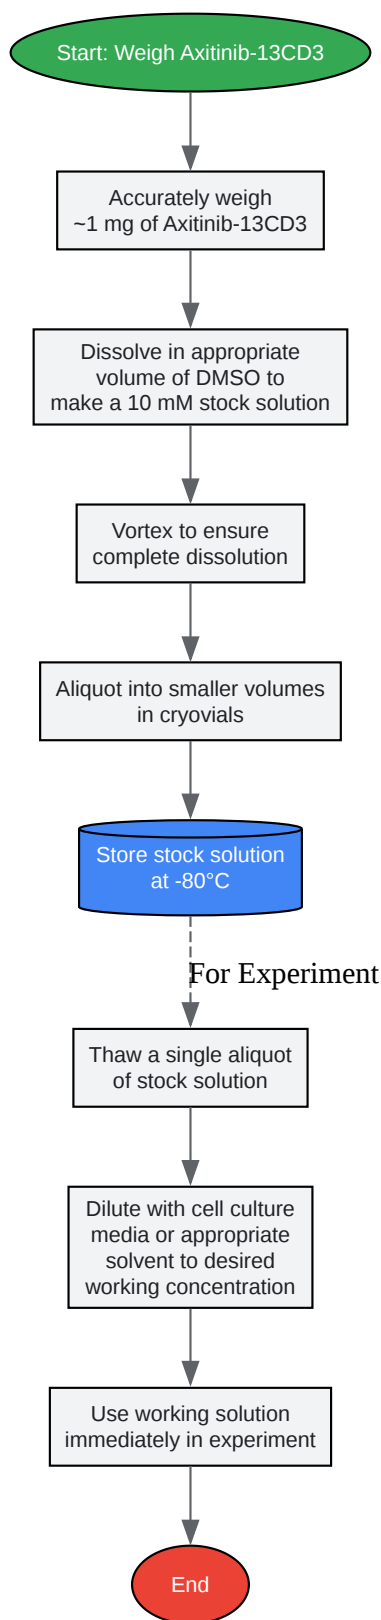 Start: Weigh Axitinib-13CD3
Accurately weigh
~1 mg of Axitinib-13CD3
Dissolve in appropriate
volume of DMSO to
make a 10 mM stock solution
Vortex to ensure
complete dissolution
Aliquot into smaller volumes
in cryovials
Store stock solution
at -80°C
For Experiment
Thaw a single aliquot
of stock solution
Dilute with cell culture
media or appropriate
solvent to desired
working concentration
Use working solution
immediately in experiment
End